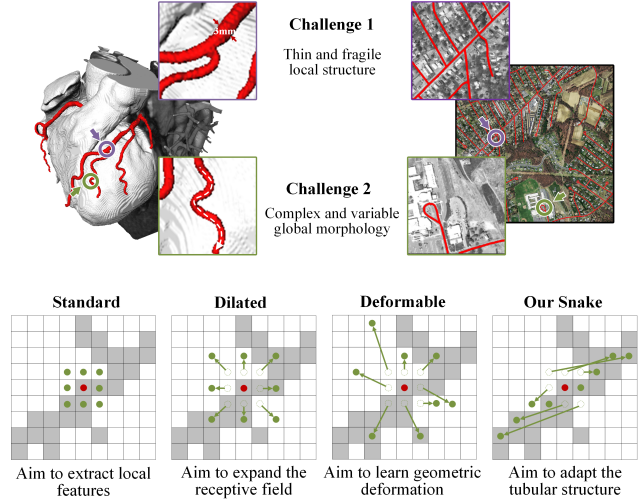 Challenge 1
3mm
Thin and fragile
local structure
Challenge 2
Complex and variable
global morphology
Standard
Dilated
Deformable
Our Snake
Aim to extract local
features
Aim to expand the
receptive field
Aim to learn geometric
deformation
Aim to adapt the
tubular structure